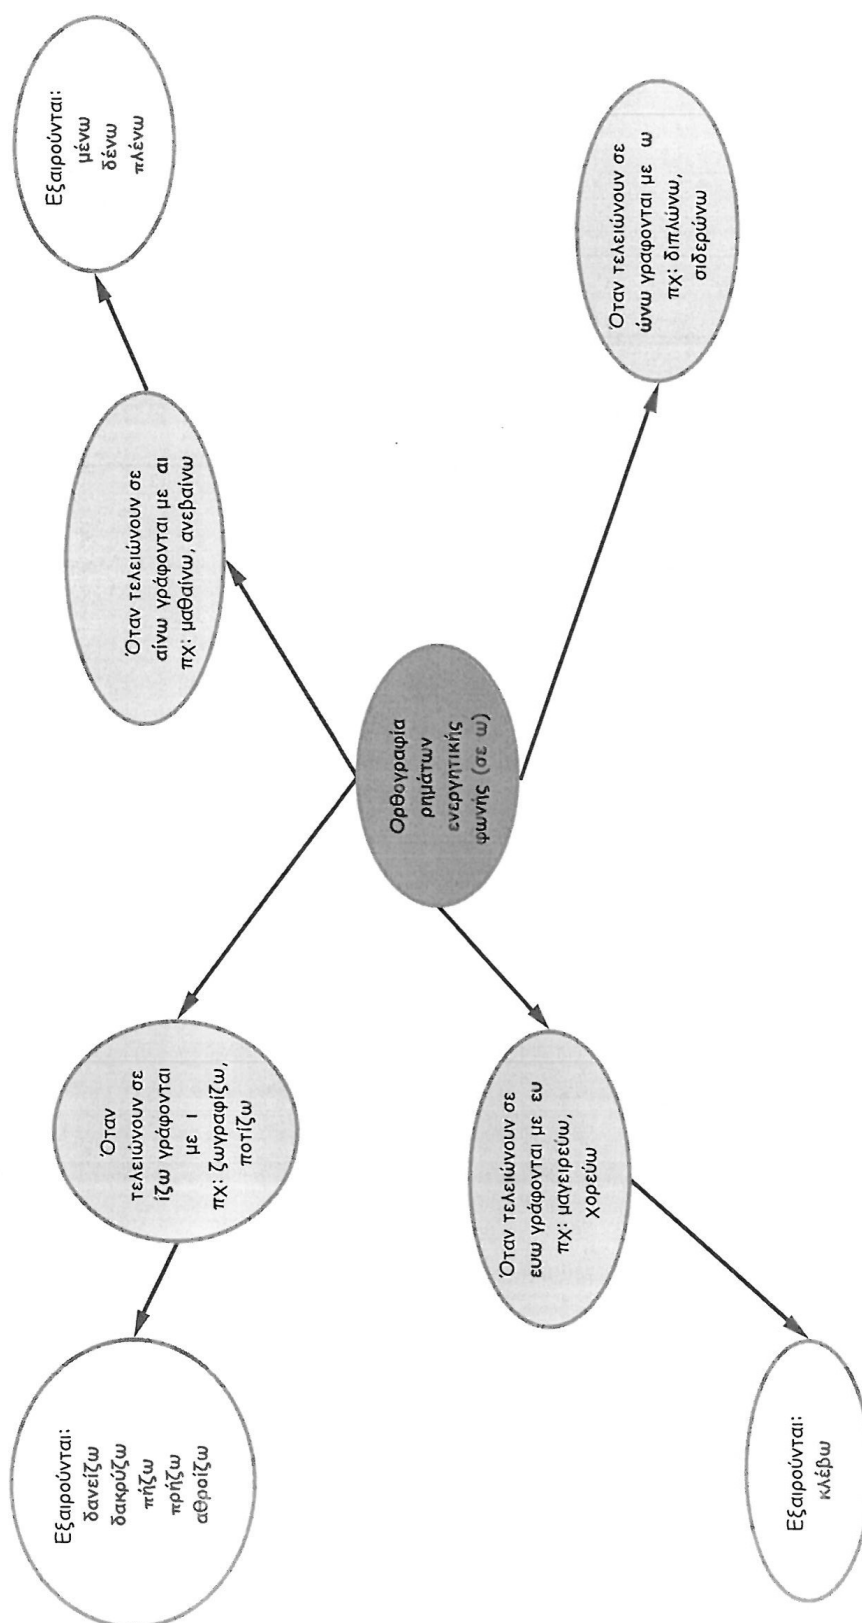 Εξαιρούνται:
δανείζω
δακρύζω
πήζω
πρήζω
αθροίζω
Όταν
τελειώνουν σε
ίζω γράφονται
με ι
πχ: ζωγραφίζω,
ποτίζω
Όταν τελειώνουν σε
αίνω γράφονται με αι
πχ: μαθαίνω, ανεβαίνω
Εξαιρούνται:
μένω
δένω
πλένω
Ορθογραφία
ρημάτων
ενεργητικής
φωνής (σε ω)
Όταν τελειώνουν σε
ευω γράφονται με ευ
πχ: μαγειρεύω,
χορεύω
Όταν τελειώνουν σε
ώνω γραφονται με ω
πχ: διπλώνω,
σιδερώνω
Εξαιρούνται:
κλέβω